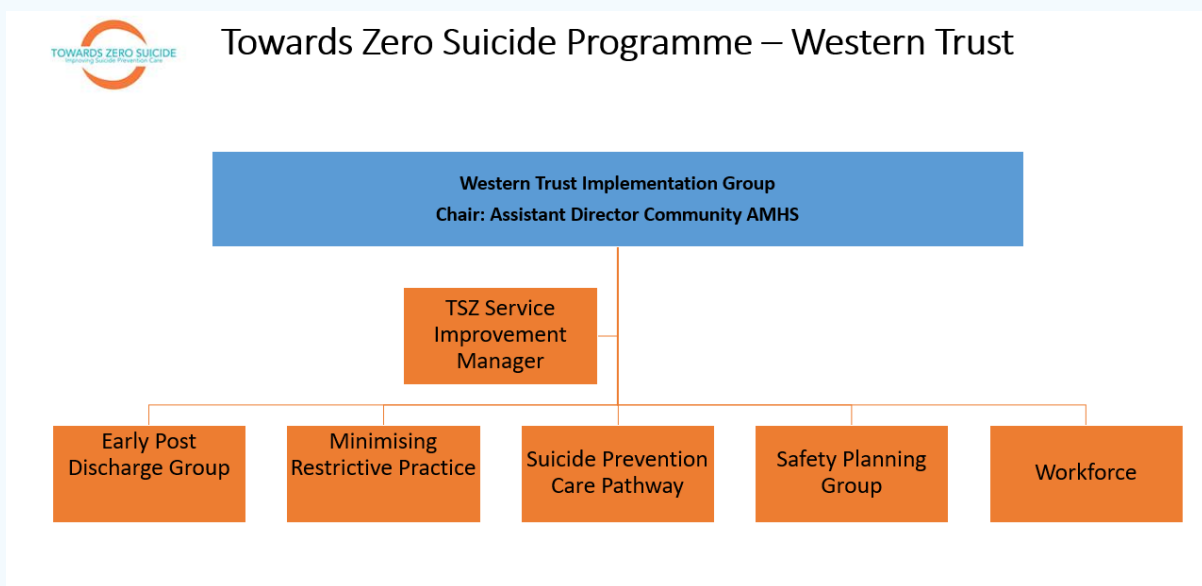 TOWARDS ZERO SUICIDE
Improving Suicide Prevention Care
Towards Zero Suicide Programme – Western Trust
Western Trust Implementation Group
Chair: Assistant Director Community AMHS
TSZ Service
Improvement
Manager
Early Post
Discharge Group
Minimising
Restrictive Practice
Suicide Prevention
Care Pathway
Safety Planning
Group
Workforce